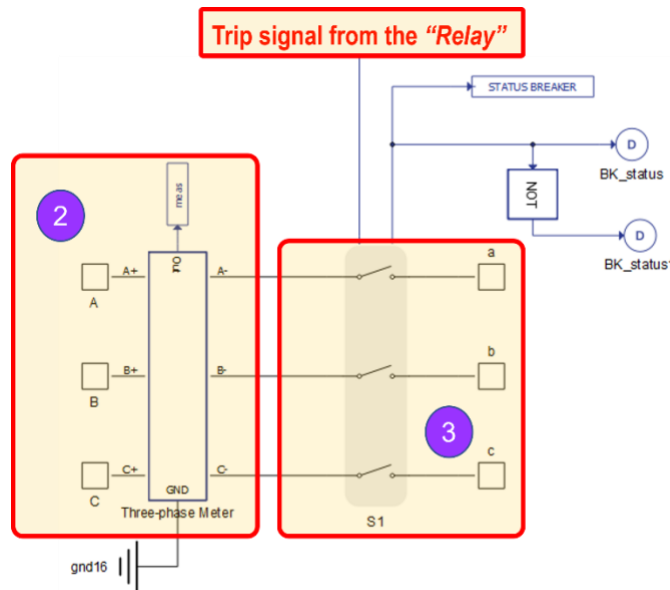 Trip signal from the “Relay”
STATUS BREAKER
D
BK_status
NOT
D
BK_status1
2
meas
Out
A+
A-
A
a
B+
B-
B
b
3
C+
C-
C
c
GND
Three-phase Meter
S1
gnd16